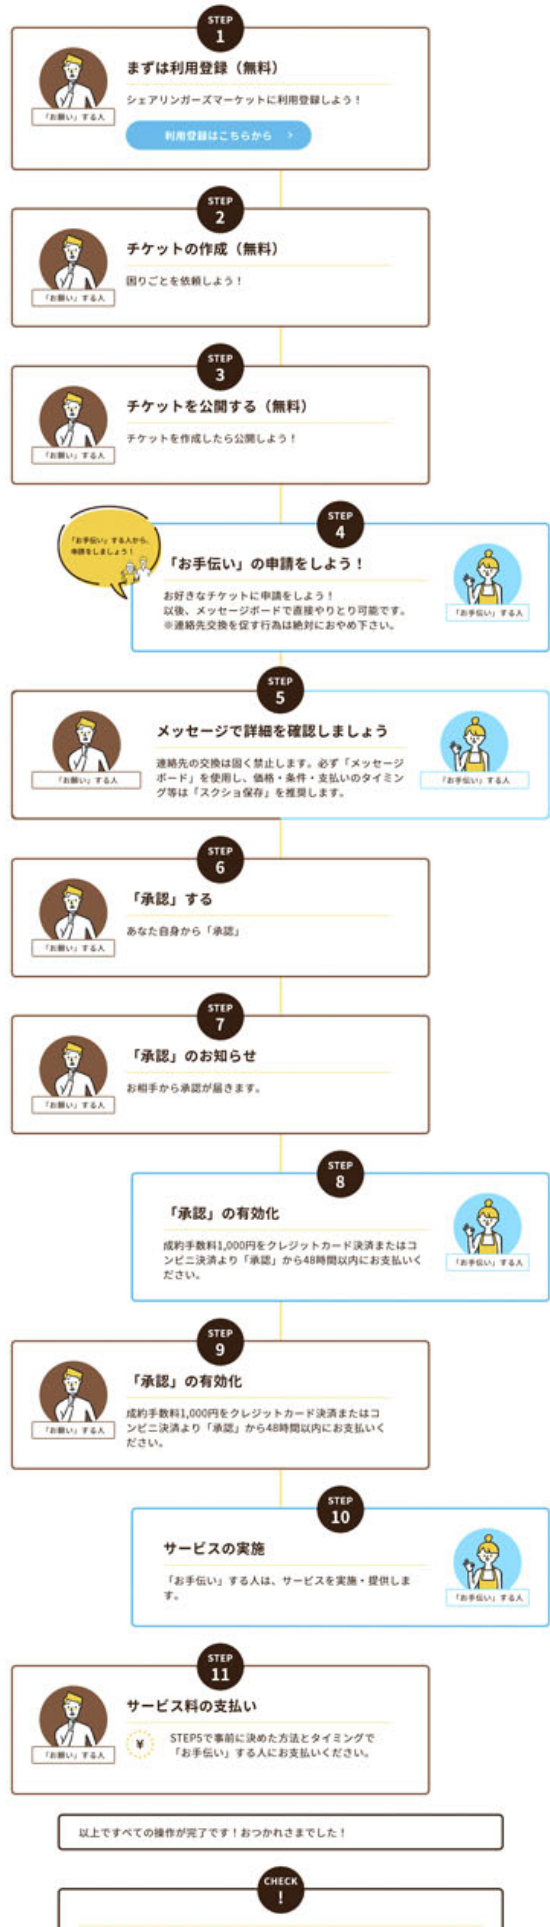 STEP
1
まずは利用登録（無料）
シェアリンガーズマーケットに利用登録しよう！
「お願い」する人
利用登録はこちらから
STEP
2
チケットの作成（無料）
困りごとを依頼しよう！
「お願い」する人
STEP
3
チケットを公開する（無料）
チケットを作成したら公開しよう！
「お願い」する人
「お手伝い」する人から、
申請をしましょう！
STEP
4
「お手伝い」の申請をしよう！
お好きなチケットに申請をしよう！
以後、メッセージボードで直接やりとり可能です。
※連絡先交換を促す行為は絶対におやめ下さい。
「お手伝い」する人
STEP
5
メッセージで詳細を確認しましょう
連絡先の交換は固く禁止します。必ず「メッセージ
ボード」を使用し、価格・条件・支払いのタイミン
グ等は「スクショ保存」を推奨します。
「お願い」する人
「お手伝い」する人
STEP
6
「承認」する
あなた自身から「承認」
「お願い」する人
STEP
7
「承認」のお知らせ
お相手から承認が届きます。
「お願い」する人
STEP
8
「承認」の有効化
成約手数料1,000円をクレジットカード決済またはコ
ンビニ決済より「承認」から48時間以内にお支払いく
ださい。
「お手伝い」する人
STEP
9
「承認」の有効化
成約手数料1,000円をクレジットカード決済またはコ
ンビニ決済より「承認」から48時間以内にお支払いく
ださい。
「お願い」する人
STEP
10
サービスの実施
「お手伝い」する人は、サービスを実施・提供しま
す。
「お手伝い」する人
STEP
11
サービス料の支払い
¥
STEP5で事前に決めた方法とタイミングで
「お手伝い」する人にお支払いください。
「お願い」する人
以上ですべての操作が完了です！おつかれさまでした！
CHECK
!